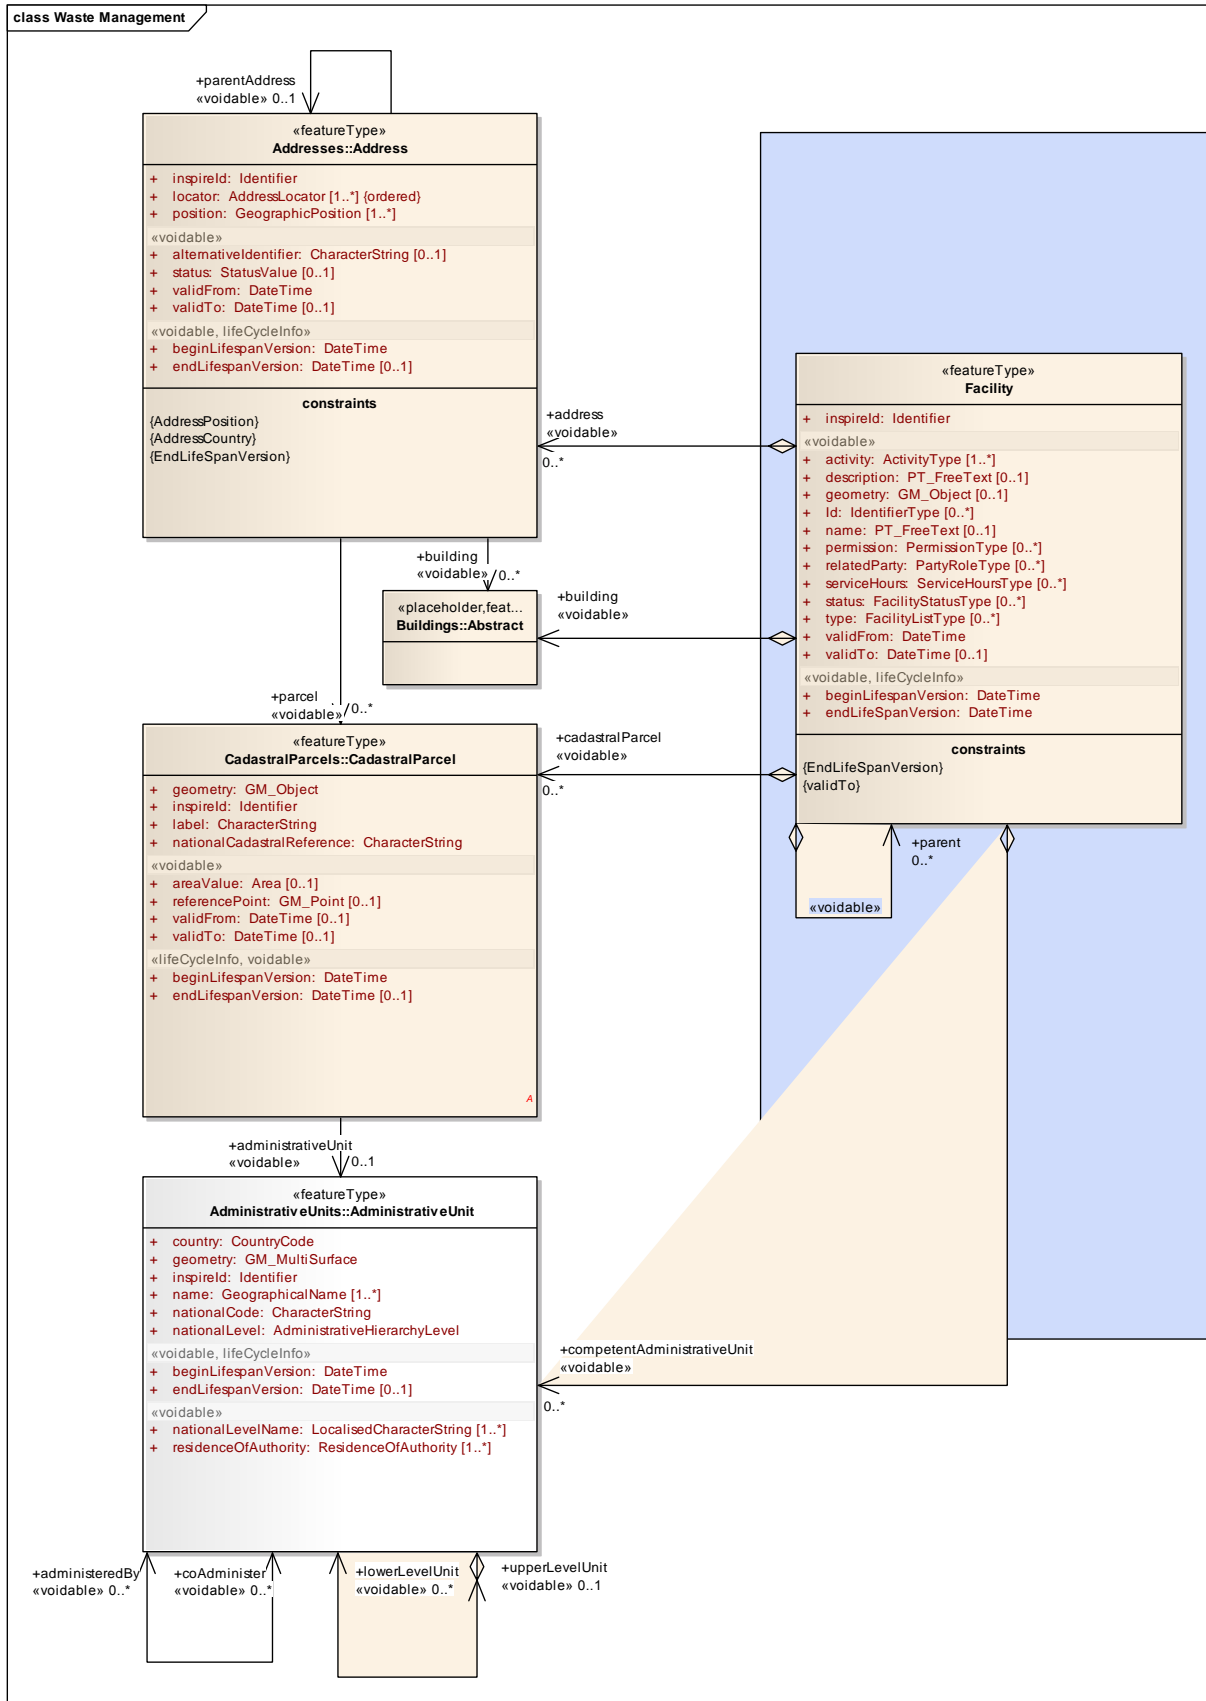 class Waste Management
+parentAddress
«voidable» 0..1
«featureType»
Addresses::Address
+ inspireId: Identifier
+ locator: AddressLocator [1..*] {ordered}
+ position: GeographicPosition [1..*]
«voidable»
+ alternativeIdentifier: CharacterString [0..1]
+ status: StatusValue [0..1]
+ validFrom: DateTime
+ validTo: DateTime [0..1]
«voidable, lifeCycleInfo»
+ beginLifespanVersion: DateTime
+ endLifespanVersion: DateTime [0..1]
constraints
{AddressPosition}
{AddressCountry}
{EndLifeSpanVersion}
+address
«voidable»
0..*
«featureType»
Facility
+ inspireId: Identifier
«voidable»
+ activity: ActivityType [1..*]
+ description: PT_FreeText [0..1]
+ geometry: GM_Object [0..1]
+ Id: IdentifierType [0..*]
+ name: PT_FreeText [0..1]
+ permission: PermissionType [0..*]
+ relatedParty: PartyRoleType [0..*]
+ serviceHours: ServiceHoursType [0..*]
+ status: FacilityStatusType [0..*]
+ type: FacilityListType [0..*]
+ validFrom: DateTime
+ validTo: DateTime [0..1]
«voidable, lifeCycleInfo»
+ beginLifespanVersion: DateTime
+ endLifeSpanVersion: DateTime
constraints
{EndLifeSpanVersion}
{validTo}
+parent
0..*
«voidable»
+building
«voidable» 0..*
«placeholder,feat...
Buildings::Abstract
+building
«voidable»
+parcel
«voidable» 0..*
«featureType»
CadastralParcels::CadastralParcel
+ geometry: GM_Object
+ inspireId: Identifier
+ label: CharacterString
+ nationalCadastralReference: CharacterString
«voidable»
+ areaValue: Area [0..1]
+ referencePoint: GM_Point [0..1]
+ validFrom: DateTime [0..1]
+ validTo: DateTime [0..1]
«lifeCycleInfo, voidable»
+ beginLifespanVersion: DateTime
+ endLifespanVersion: DateTime [0..1]
A
+cadastralParcel
«voidable»
0..*
+administrativeUnit
«voidable» 0..1
«featureType»
AdministrativeUnits::AdministrativeUnit
+ country: CountryCode
+ geometry: GM_MultiSurface
+ inspireId: Identifier
+ name: GeographicalName [1..*]
+ nationalCode: CharacterString
+ nationalLevel: AdministrativeHierarchyLevel
«voidable, lifeCycleInfo»
+ beginLifespanVersion: DateTime
+ endLifespanVersion: DateTime [0..1]
«voidable»
+ nationalLevelName: LocalisedCharacterString [1..*]
+ residenceOfAuthority: ResidenceOfAuthority [1..*]
+competentAdministrativeUnit
«voidable»
0..*
+administeredBy
«voidable» 0..*
+coAdminister
«voidable» 0..*
+lowerLevelUnit
«voidable» 0..*
+upperLevelUnit
«voidable» 0..1